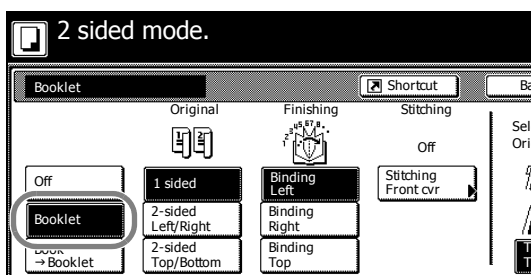 2 sided mode.
Booklet
Shortcut
Original
Finishing
Stitching
Off
Off
1 sided
Binding
Left
Stitching
Front cvr
Booklet
2-sided
Left/Right
Binding
Right
→Booklet
2-sided
Top/Bottom
Binding
Top